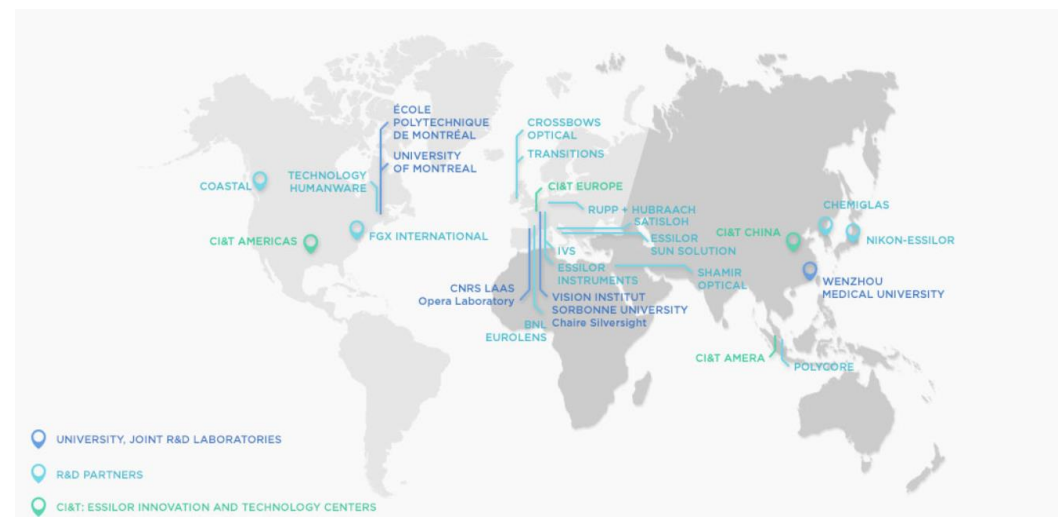 ÉCOLE
POLYTECHNIQUE
DE MONTRÉAL
UNIVERSITY
OF MONTREAL
TECHNOLOGY
HUMANWARE
COASTAL
CI&T AMERICAS
FGX INTERNATIONAL
CROSSBOWS
OPTICAL
TRANSITIONS
CI&T EUROPE
RUPP + HUBRAACH
SATISLOH
ESSILOR
SUN SOLUTION
IVS
ESSILOR
INSTRUMENTS
SHAMIR
OPTICAL
CNRS LAAS
Opera Laboratory
VISION INSTITUT
SORBONNE UNIVERSITY
Chaire Silversight
BNL
EUROLENS
CHEMIGLAS
CI&T CHINA
NIKON-ESSILOR
WENZHOU
MEDICAL UNIVERSITY
CI&T AMERA
POLYCORE
UNIVERSITY, JOINT R&D LABORATORIES
R&D PARTNERS
CI&T: ESSILOR INNOVATION AND TECHNOLOGY CENTERS